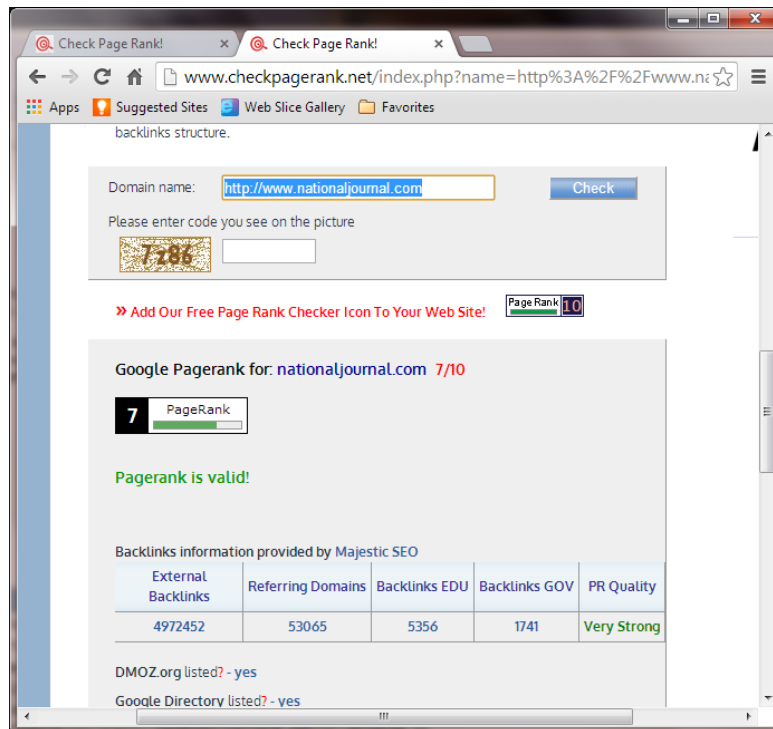 Check Page Rank!
Check Page Rank!
www.checkpagerank.net/index.php?name=http%3A%2F%2Fwww.na
Apps Suggested Sites Web Slice Gallery Favorites
backlinks structure.
Domain name: http://www.nationaljournal.com Check
Please enter code you see on the picture
7z86
» Add Our Free Page Rank Checker Icon To Your Web Site! Page Rank 10
Google Pagerank for: nationaljournal.com 7/10
7 PageRank
Pagerank is valid!
Backlinks information provided by Majestic SEO
External Backlinks Referring Domains Backlinks EDU Backlinks GOV PR Quality
4972452 53065 5356 1741 Very Strong
DMOZ.org listed? - yes
Google Directory listed? - yes